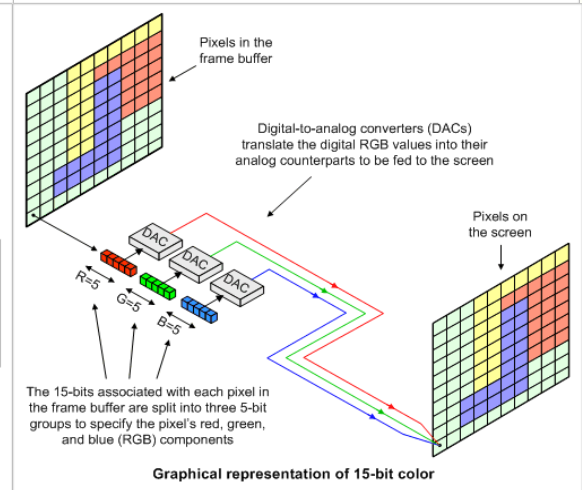 Pixels in the
frame buffer
Digital-to-analog converters (DACs)
translate the digital RGB values into their
analog counterparts to be fed to the screen
Pixels on
the screen
DAC
DAC
DAC
R=5
G=5
B=5
The 15-bits associated with each pixel in
the frame buffer are split into three 5-bit
groups to specify the pixel's red, green,
and blue (RGB) components
Graphical representation of 15-bit color